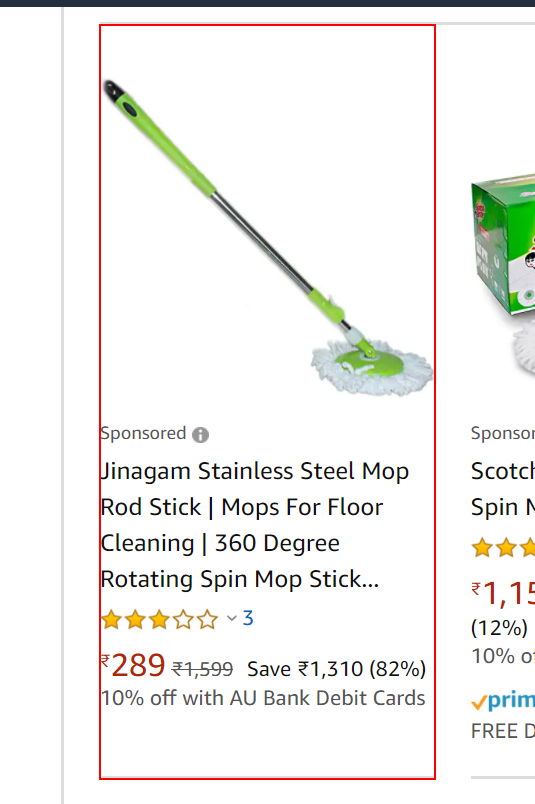 Sponsored
Jinagam Stainless Steel Mop
Rod Stick | Mops For Floor
Cleaning | 360 Degree
Rotating Spin Mop Stick...
3
₹289 ₹1,599 Save ₹1,310 (82%)
10% off with AU Bank Debit Cards
Sponsor
Scotch
Spin M
₹1,15
(12%)
10% of
prim
FREE D